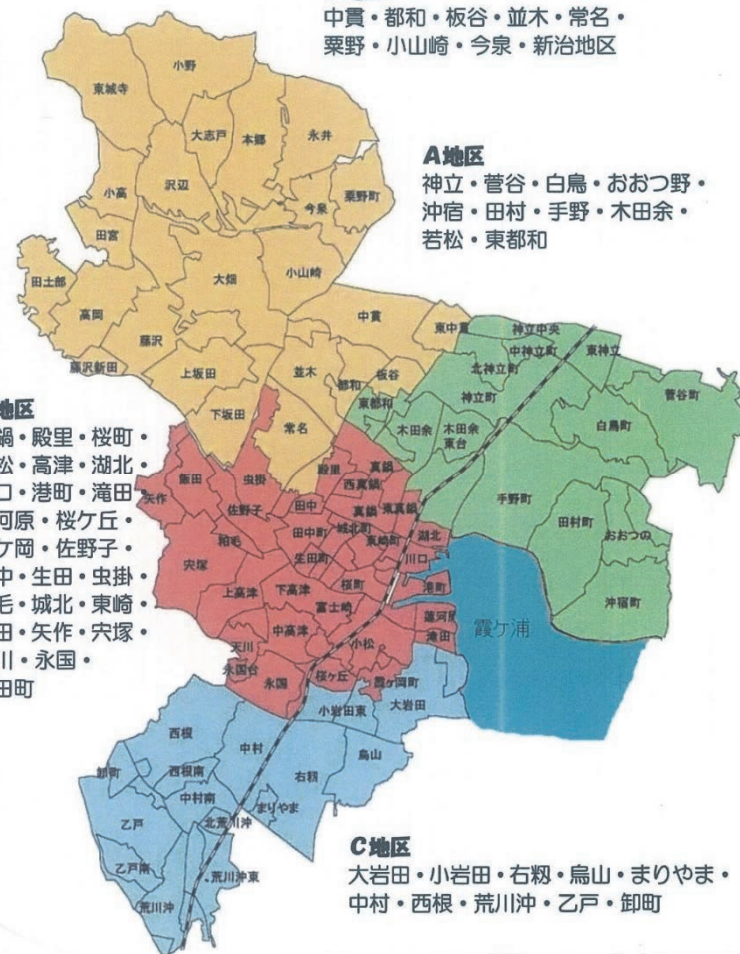 中貫・都和・板谷・並木・常名・
粟野・小山崎・今泉・新治地区
A地区
神立・菅谷・白鳥・おおつ野・
沖宿・田村・手野・木田余・
若松・東都和
地区
鍋・殿里・桜町・
松・高津・湖北・
口・港町・滝田
河原・桜ケ丘・
ケ岡・佐野子・
中・生田・虫掛・
毛・城北・東崎・
田・矢作・宍塚・
川・永国・
田町
C地区
大岩田・小岩田・右籾・烏山・まりやま・
中村・西根・荒川沖・乙戸・卸町
小野
東城寺
大志戸
本郷
永井
小高
沢辺
今泉
粟野町
田宮
田土部
大畑
小山崎
高岡
藤沢
中貫
東中貫
藤沢新田
上坂田
並木
都和
板谷
下坂田
常名
神立中央
中神立町
東神立
北神立町
神立町
菅谷町
東都和
木田余
木田余
東台
白鳥町
手野町
田村町
おおつの
沖宿町
霞ケ浦
殿里
真鍋
西真鍋
飯田
虫掛
矢作
佐野子
田中
真鍋
東真鍋
城北町
東崎町
湖北
田中町
粕毛
生田町
川口
宍塚
上高津
下高津
桜町
港町
富士崎
蓮河原
滝田
中高津
小松
天川
永国台
永国
桜ケ丘
霞ケ岡町
大岩田
小岩田東
西根
中村
烏山
右籾
卸町
西根南
中村南
まりやま
北荒川沖
乙戸
乙戸南
荒川沖東
荒川沖